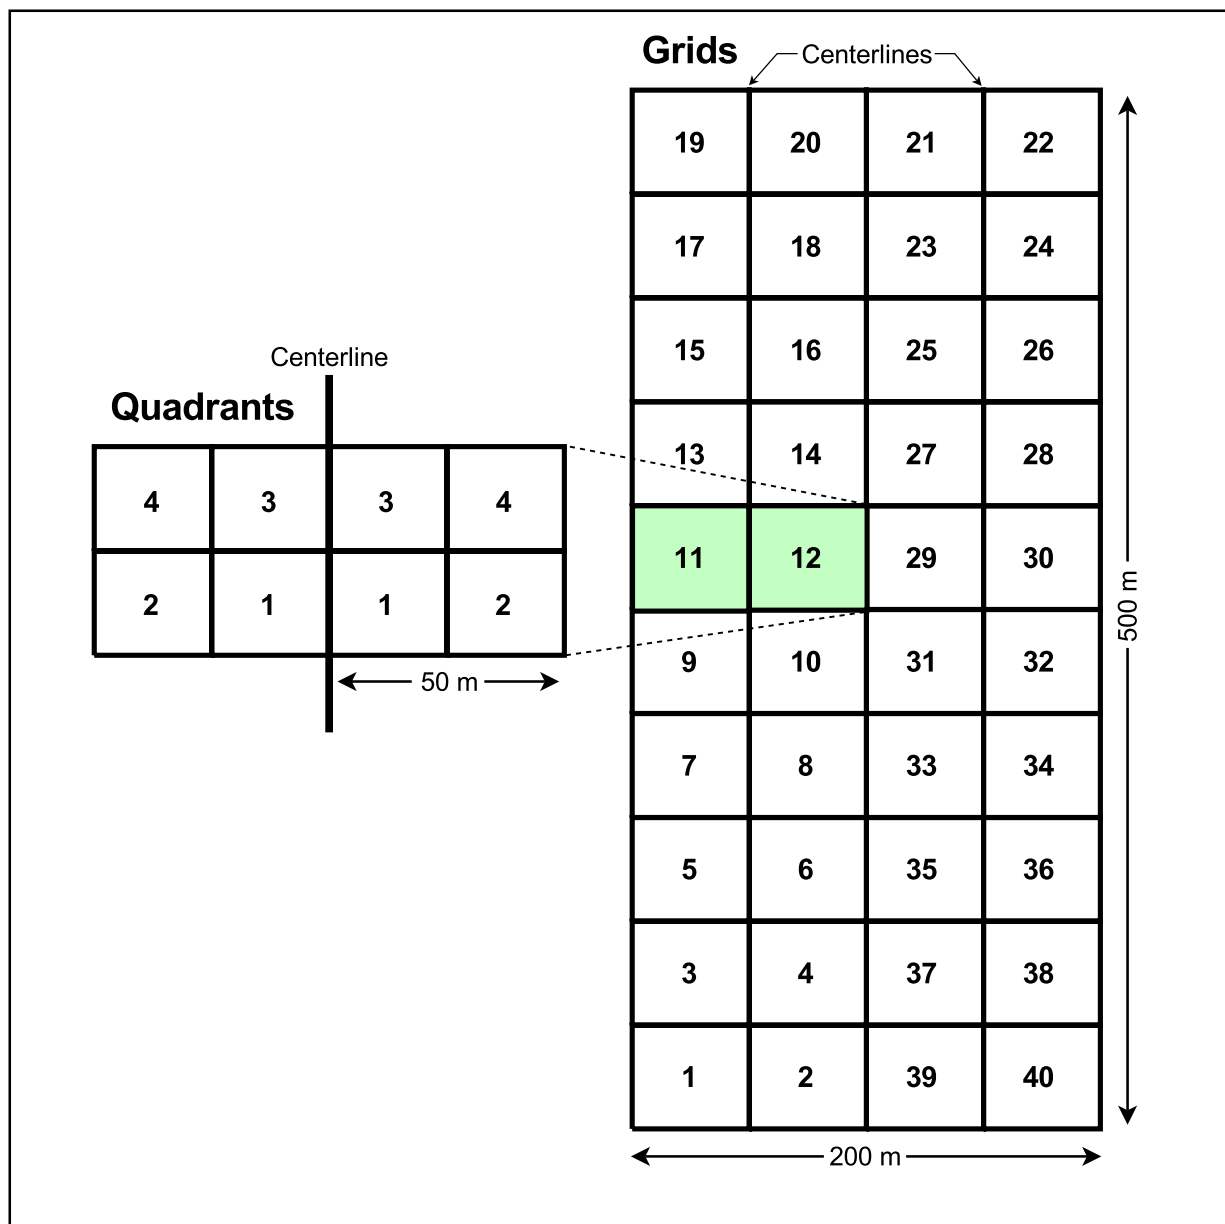 Grids
Centerlines
19 20 21 22
17 18 23 24
15 16 25 26
13 14 27 28
11 12 29 30
9 10 31 32
7 8 33 34
5 6 35 36
3 4 37 38
1 2 39 40
500 m
200 m
Centerline
Quadrants
4 3 3 4
2 1 1 2
50 m